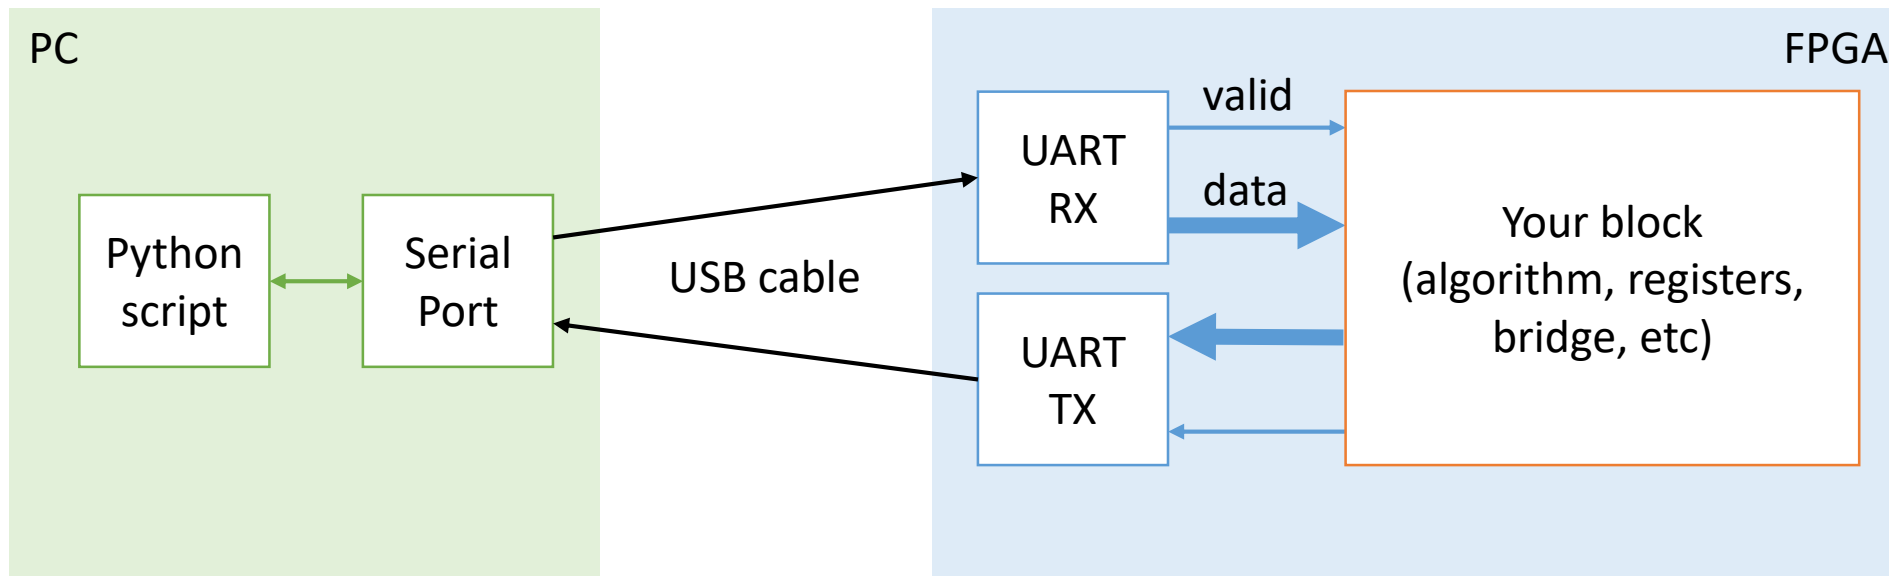 PC
FPGA
Python
script
Serial
Port
USB cable
UART
RX
valid
data
UART
TX
Your block
(algorithm, registers,
bridge, etc)